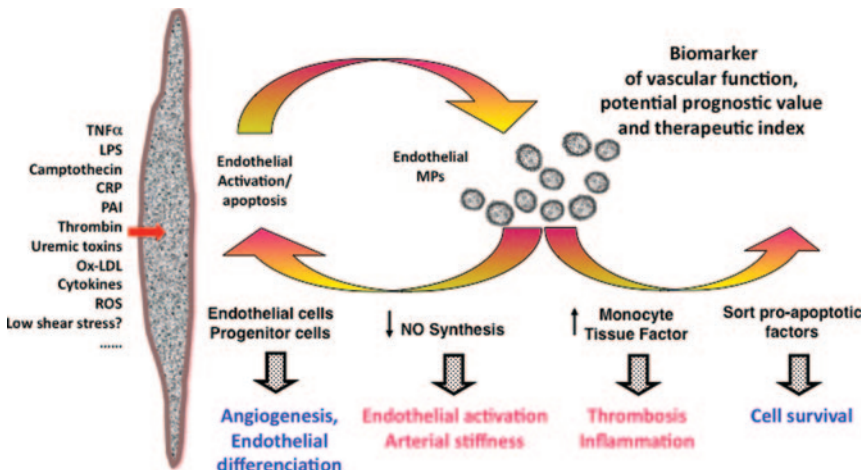 TNFα
LPS
Camptothecin
CRP
PAI
Thrombin
Uremic toxins
Ox-LDL
Cytokines
ROS
Low shear stress?
......
Endothelial
Activation/
apoptosis
Endothelial
MPs
Biomarker
of vascular function,
potential prognostic value
and therapeutic index
Endothelial cells
Progenitor cells
↓ NO Synthesis
↑ Monocyte
Tissue Factor
Sort pro-apoptotic
factors
Angiogenesis,
Endothelial
differenciation
Endothelial activation
Arterial stiffness
Thrombosis
Inflammation
Cell survival